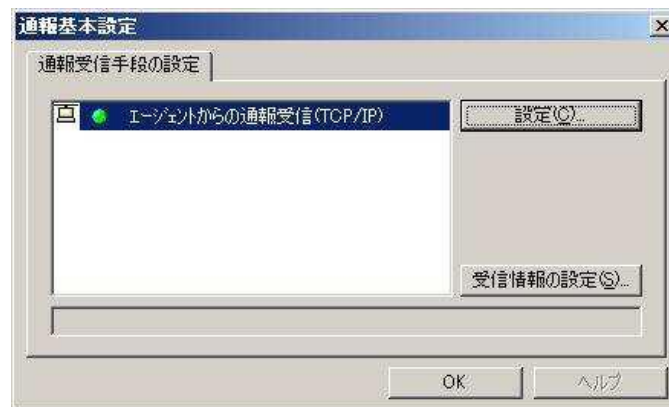 通報基本設定
通報受信手段の設定
エージェントからの通報受信(TCP/IP)
設定(C)...
受信情報の設定(S)...
OK
ヘルプ